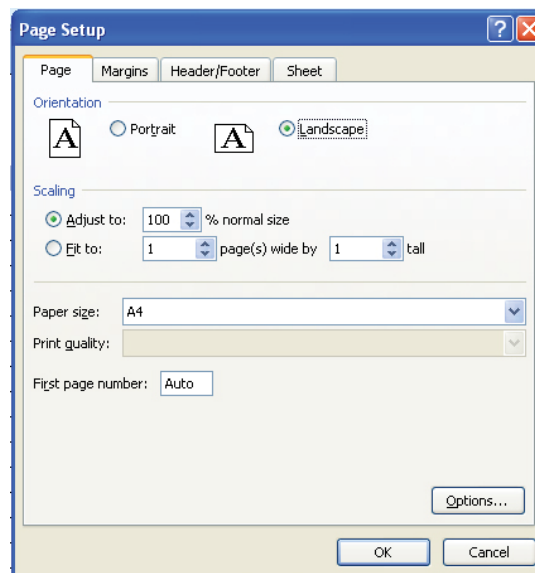 Page Setup
Page Margins Header/Footer Sheet
Orientation
A Portrait A Landscape
Scaling
Adjust to: 100 % normal size
Fit to: 1 page(s) wide by 1 tall
Paper size: A4
Print quality:
First page number: Auto
Options...
OK Cancel